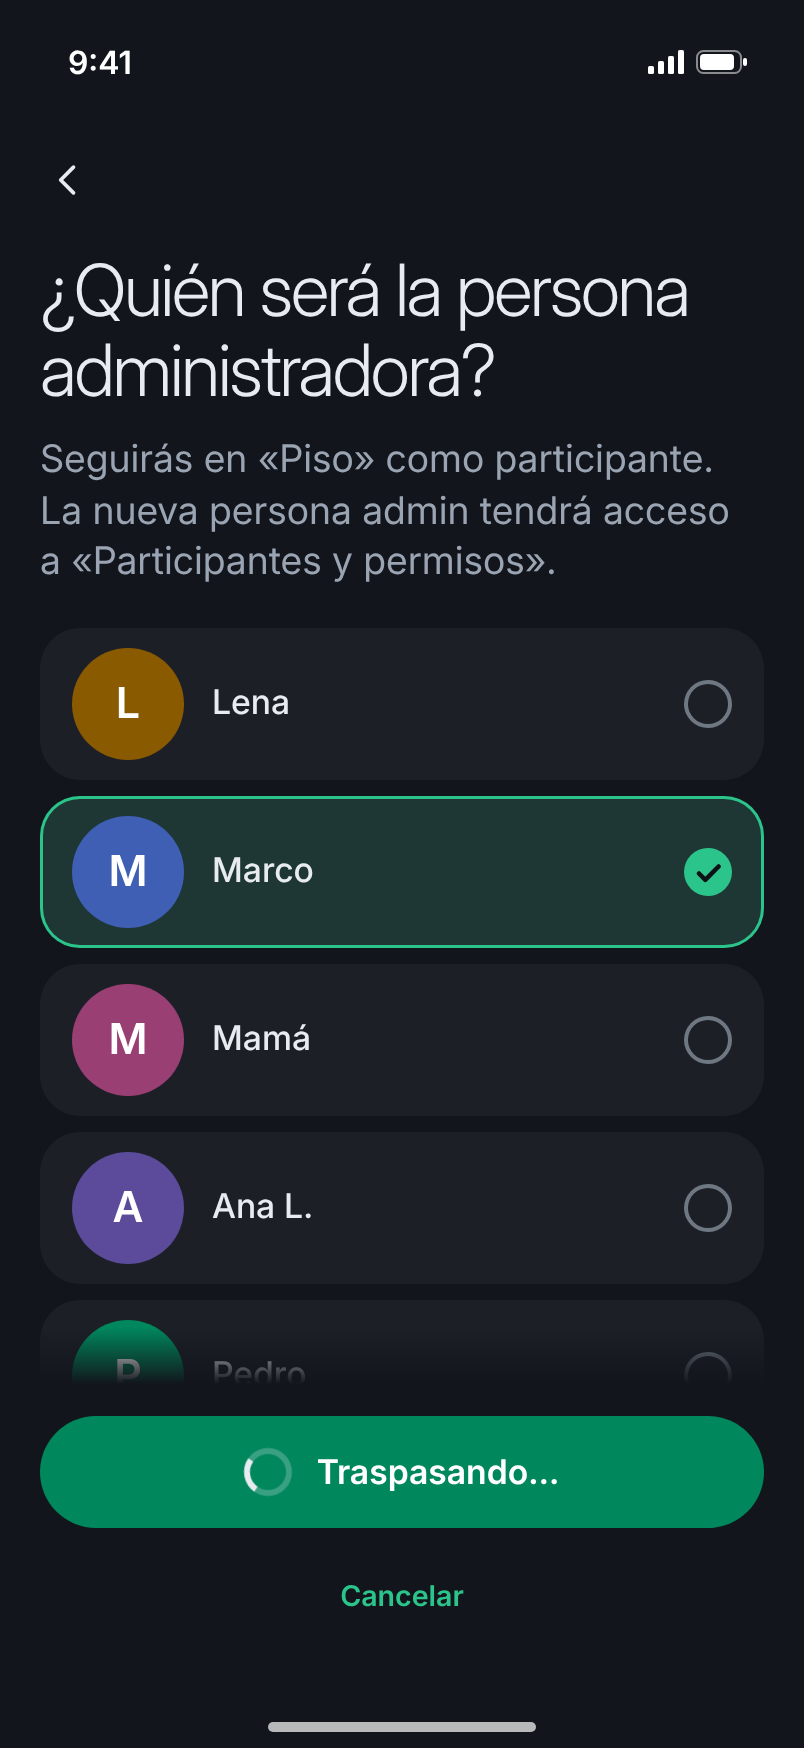 9:41
¿Quién será la persona
administradora?
Seguirás en «Piso» como participante.
La nueva persona admin tendrá acceso
a «Participantes y permisos».
L Lena
M Marco
M Mamá
A Ana L.
P Pedro
Traspasando...
Cancelar